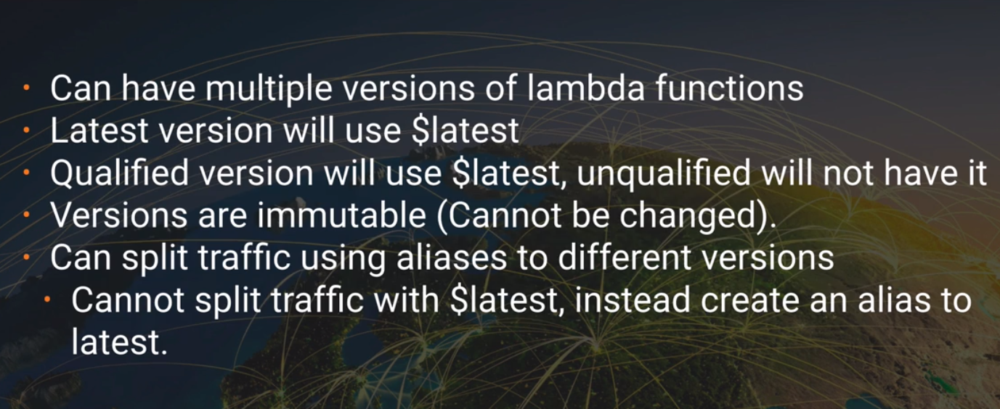 • Can have multiple versions of lambda functions
• Latest version will use $latest
• Qualified version will use $latest, unqualified will not have it
• Versions are immutable (Cannot be changed).
• Can split traffic using aliases to different versions
• Cannot split traffic with $latest, instead create an alias to
latest.